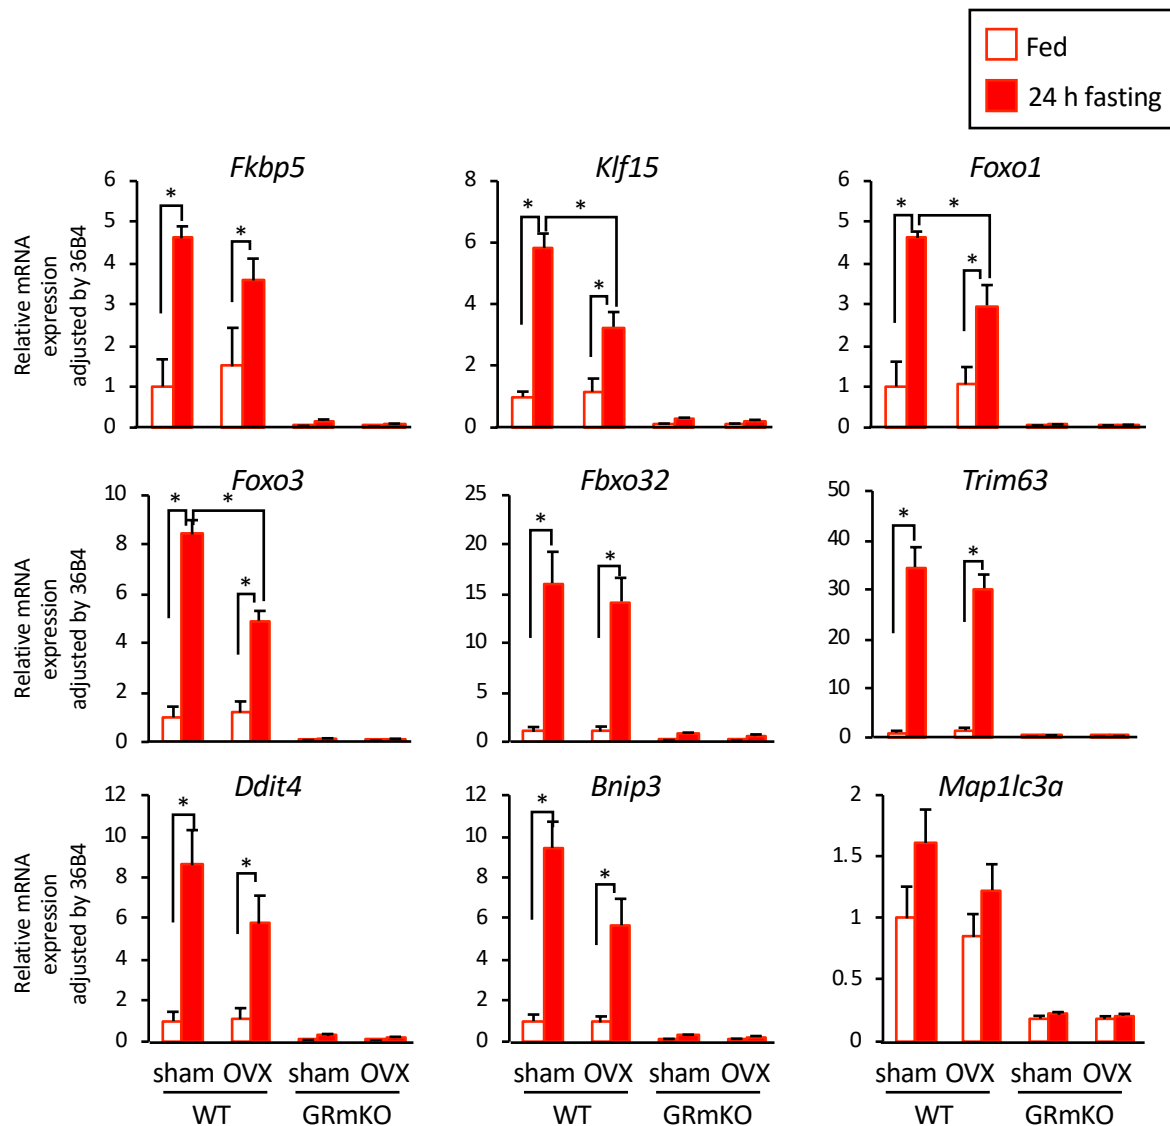 Fed
24 h fasting
Fkbp5
Klf15
Foxo1
Relative mRNA
expression
adjusted by 36B4
6
5
4
3
2
1
0
*
*
8
6
4
2
0
*
*
*
6
5
4
3
2
1
0
*
*
*
Foxo3
Fbxo32
Trim63
Relative mRNA
expression
adjusted by 36B4
10
8
6
4
2
0
*
*
*
25
20
15
10
5
0
*
*
50
40
30
20
10
0
*
*
Ddit4
Bnip3
Map1lc3a
Relative mRNA
expression
adjusted by 36B4
12
10
8
6
4
2
0
*
*
12
10
8
6
4
2
0
*
*
2
1.5
1
0.5
0
sham OVX sham OVX
WT GRmKO
sham OVX sham OVX
WT GRmKO
sham OVX sham OVX
WT GRmKO